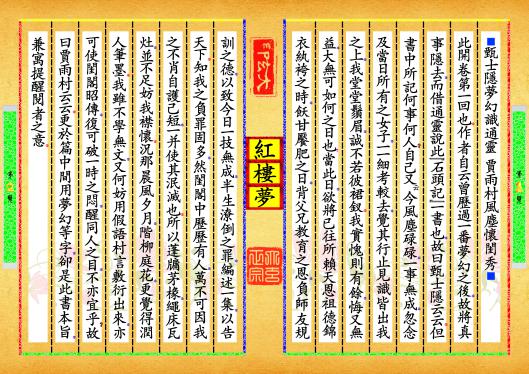 甄士隱夢幻識通靈 賈雨村風塵懷閨秀
此開卷第一回也作者自云曾歷過一番夢幻之後故將真
事隱去而借通靈說此石頭記一書也故曰甄士隱云云但
書中所記何事何人自己又云今風塵碌碌一事無成忽念
及當日所有之女子一一細考較去覺其行止見識皆出我
之上我堂堂鬚眉誠不若彼裙釵我實愧則有餘悔又無
益大無可如何之日也當此日欲將已往所賴天恩祖德錦
衣紈袴之時飫甘饜肥之日背父兄教育之恩負師友規
紅樓夢
訓之德以致今日一技無成半生潦倒之罪編述一集以告
天下知我之負罪固多然閨閣中歷歷有人萬不可因我
之不肖自護己短一并使其泯滅也所以蓬牖茅椽繩床瓦
灶並不足妨我襟懷況那晨風夕月階柳庭花更覺得潤
人筆墨我雖不學無文又何妨用假語村言敷衍出來亦
可使閨閣昭傳復可破一時之悶醒同人之目不亦宜乎故
曰賈雨村云云更於篇中間用夢幻等字卻是此書本旨
兼寓提醒閱者之意